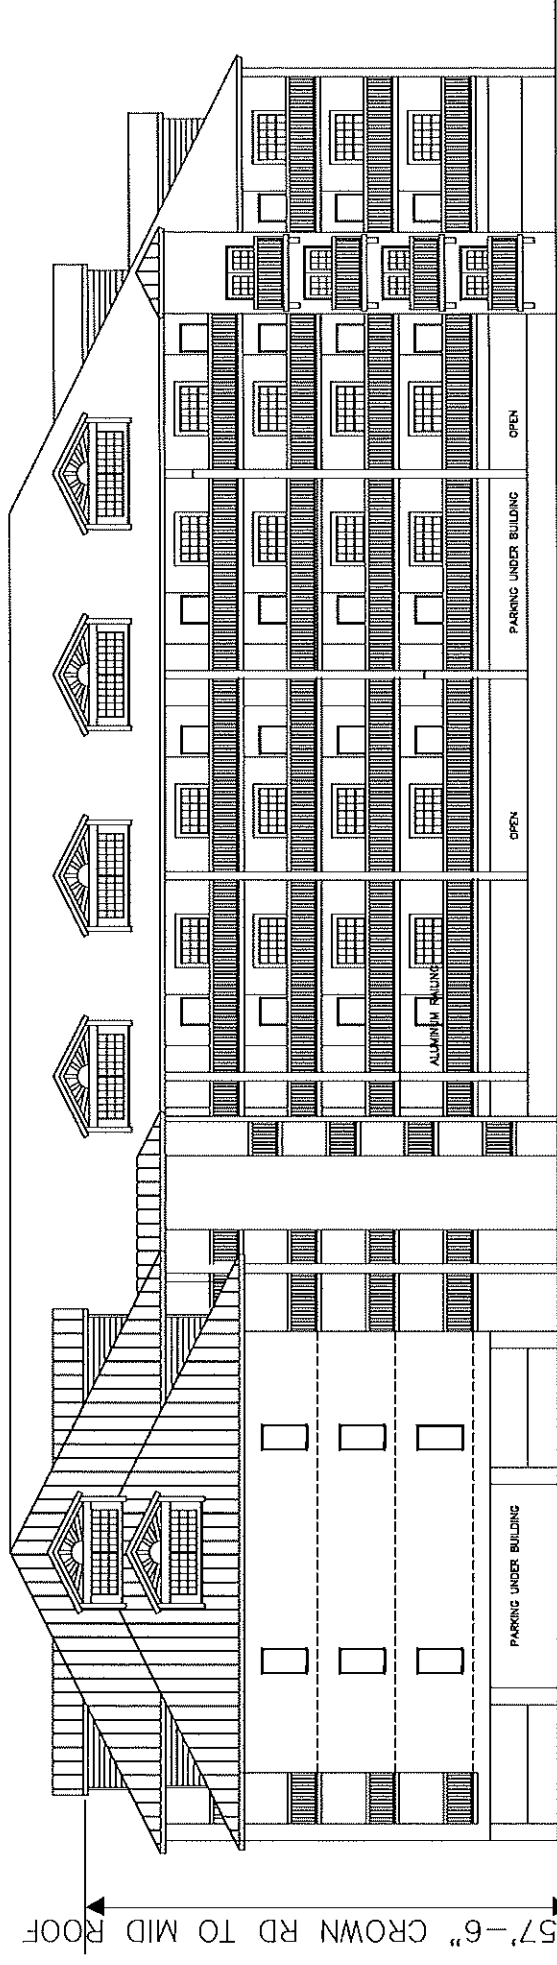 OPEN
PARKING UNDER BUILDING
OPEN
ALUMINUM RAILING
PARKING UNDER BUILDING
57'-6" CROWN RD TO MID ROOF